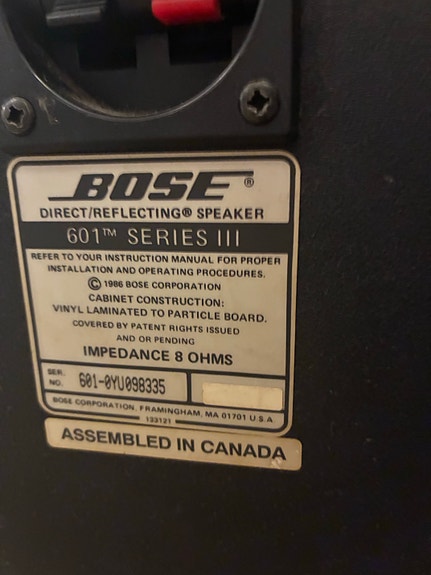 BOSE®
DIRECT/REFLECTING® SPEAKER
601™ SERIES III
REFER TO YOUR INSTRUCTION MANUAL FOR PROPER
INSTALLATION AND OPERATING PROCEDURES.
© 1986 BOSE CORPORATION
CABINET CONSTRUCTION:
VINYL LAMINATED TO PARTICLE BOARD.
COVERED BY PATENT RIGHTS ISSUED
AND OR PENDING
IMPEDANCE 8 OHMS
SER. NO. 601-0YU098335
BOSE CORPORATION, FRAMINGHAM, MA 01701 U.S.A.
133121
ASSEMBLED IN CANADA